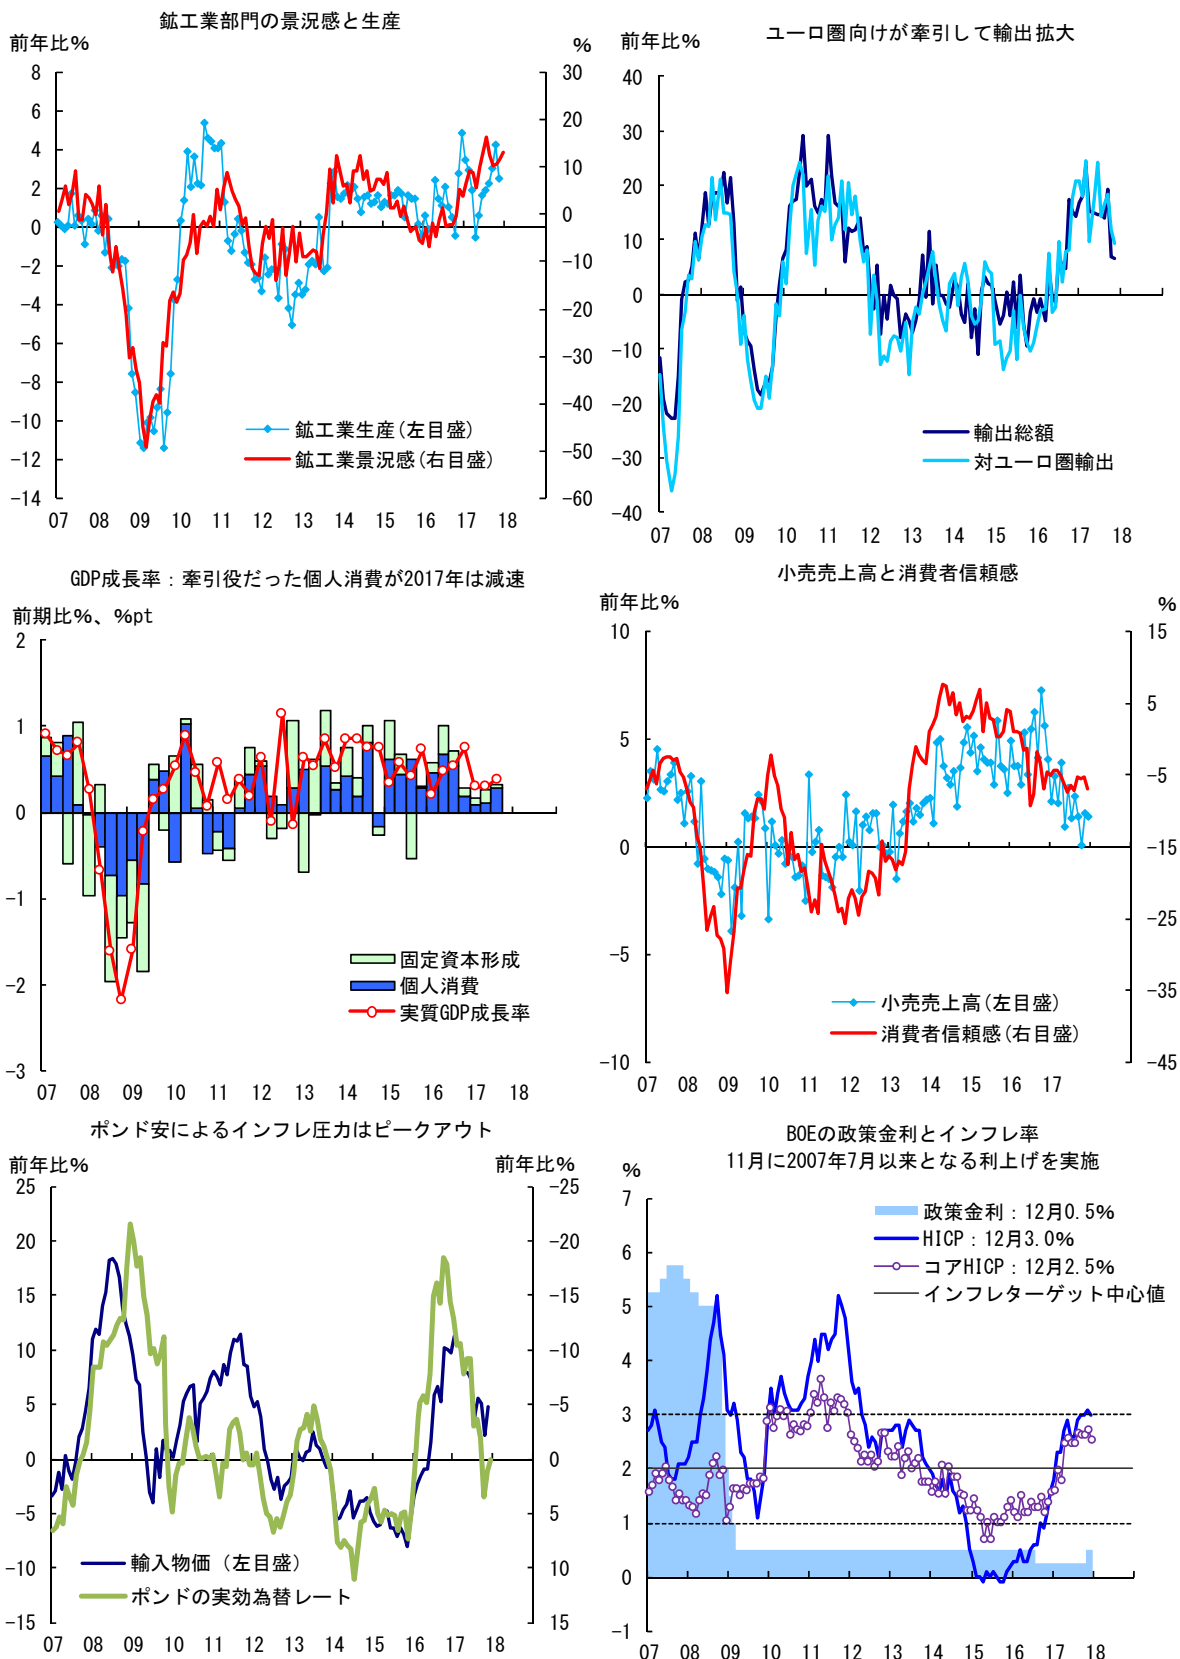 鉱工業部門の景況感と生産
前年比%
%
8
6
4
2
0
-2
-4
-6
-8
-10
-12
-14
30
20
10
0
-10
-20
-30
-40
-50
-60
鉱工業生産(左目盛)
鉱工業景況感(右目盛)
07 08 09 10 11 12 13 14 15 16 17 18
ユーロ圏向けが牽引して輸出拡大
前年比%
40
30
20
10
0
-10
-20
-30
-40
輸出総額
対ユーロ圏輸出
07 08 09 10 11 12 13 14 15 16 17 18
GDP成長率：牽引役だった個人消費が2017年は減速
前期比%、%pt
2
1
0
-1
-2
-3
固定資本形成
個人消費
実質GDP成長率
07 08 09 10 11 12 13 14 15 16 17 18
小売売上高と消費者信頼感
前年比%
%
10
5
0
-5
-10
15
5
-5
-15
-25
-35
-45
小売売上高(左目盛)
消費者信頼感(右目盛)
07 08 09 10 11 12 13 14 15 16 17
ポンド安によるインフレ圧力はピークアウト
前年比%
前年比%
25
20
15
10
5
0
-5
-10
-15
-25
-20
-15
-10
-5
0
5
10
15
輸入物価（左目盛）
ポンドの実効為替レート
07 08 09 10 11 12 13 14 15 16 17 18
BOEの政策金利とインフレ率
11月に2007年7月以来となる利上げを実施
%
7
6
5
4
3
2
1
0
-1
政策金利：12月0.5%
HICP：12月3.0%
コアHICP：12月2.5%
インフレターゲット中心値
07 08 09 10 11 12 13 14 15 16 17 18